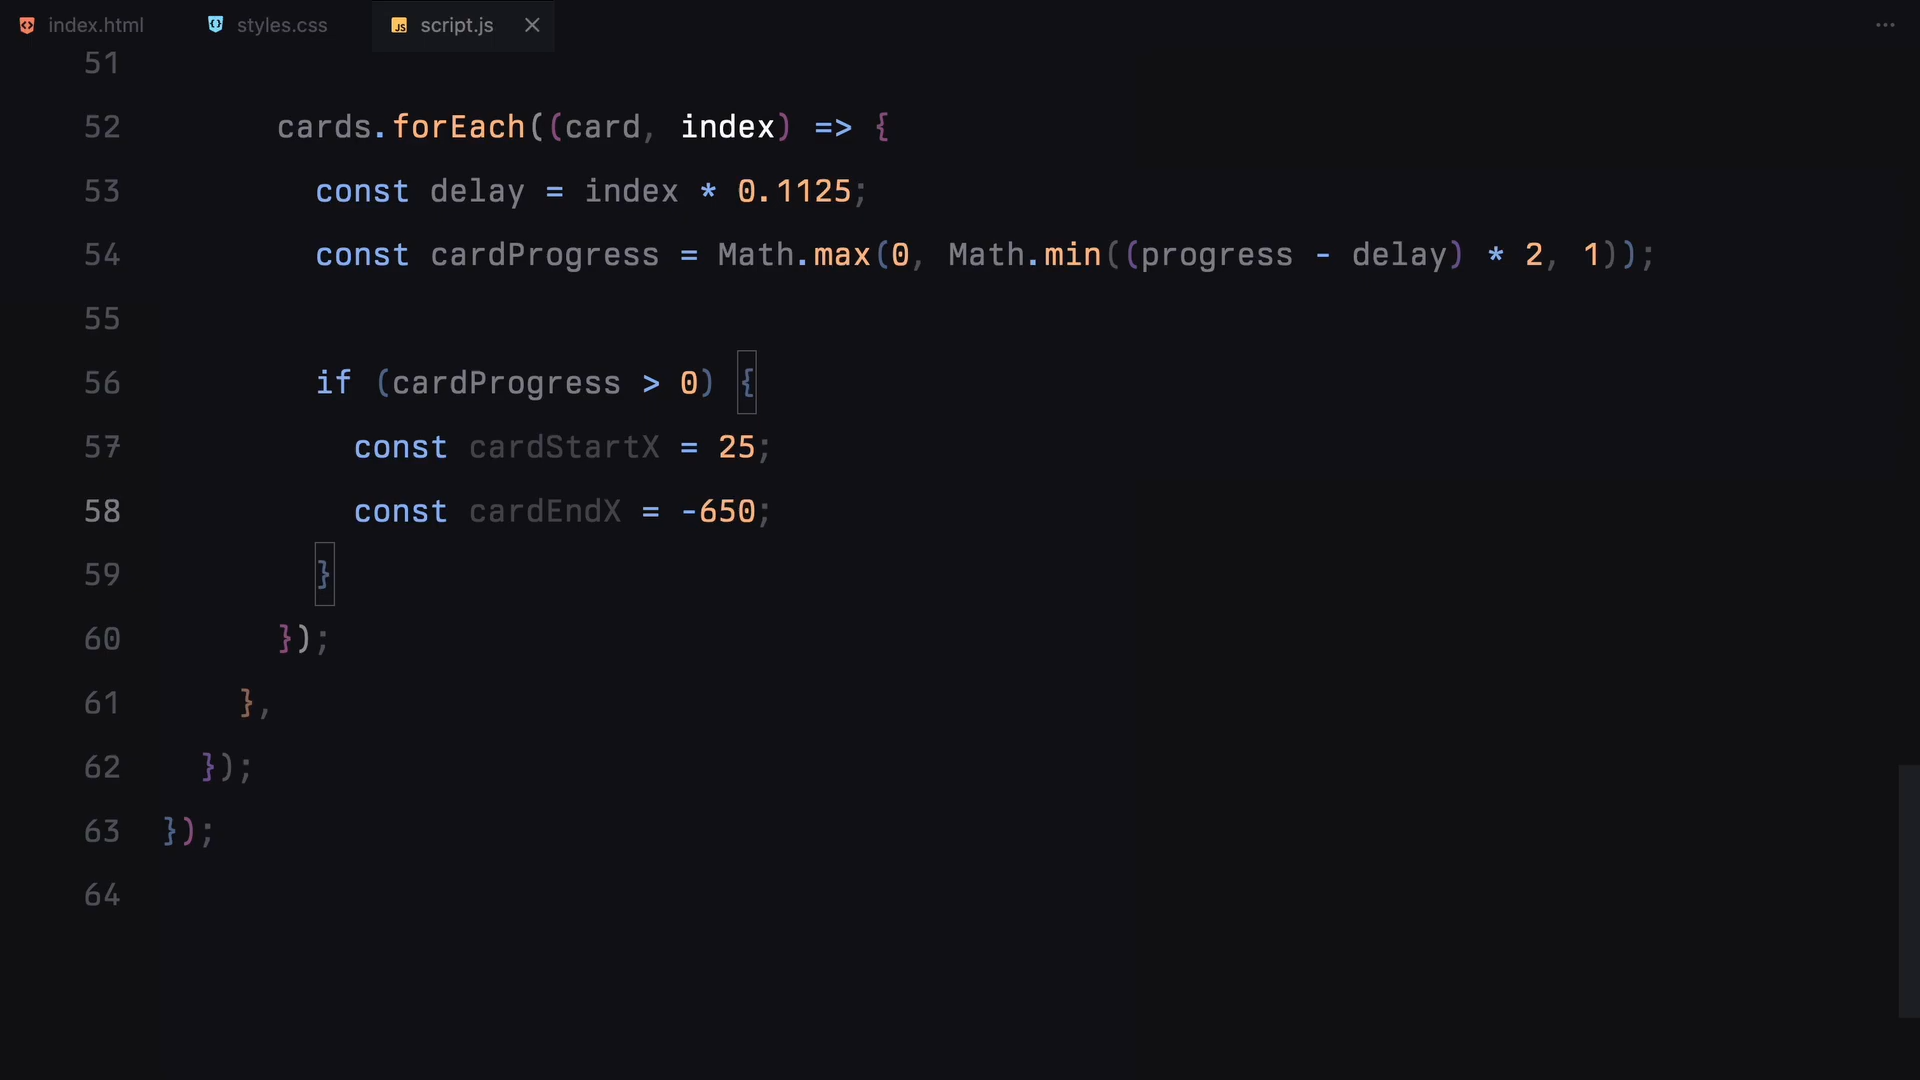 index.html styles.css JS script.js
51
52 cards.forEach((card, index) => {
53 const delay = index * 0.1125;
54 const cardProgress = Math.max(0, Math.min((progress - delay) * 2, 1));
55
56 if (cardProgress > 0) {
57 const cardStartX = 25;
58 const cardEndX = -650;
59 }
60 });
61 },
62 });
63 });
64